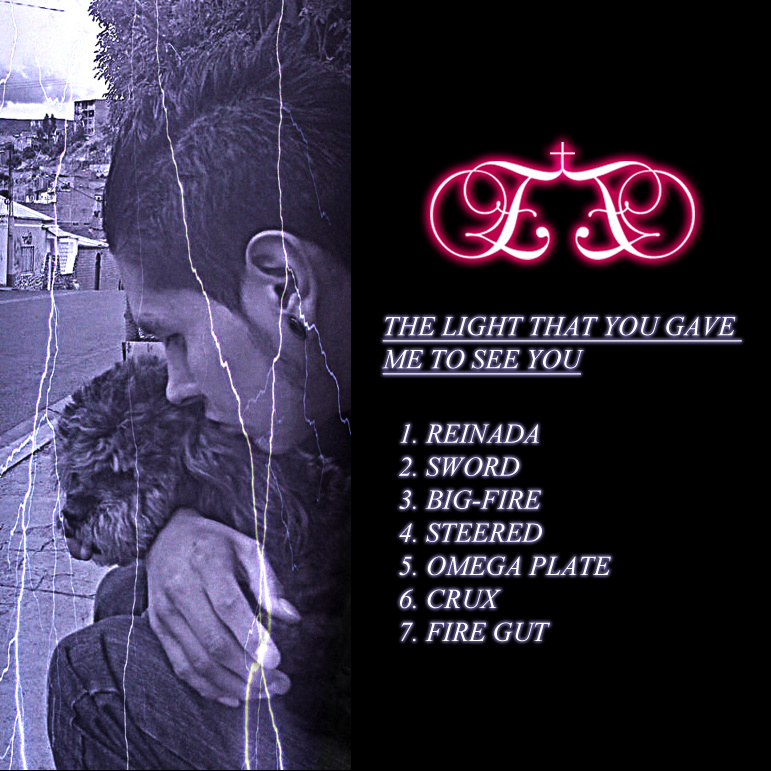 THE LIGHT THAT YOU GAVE
ME TO SEE YOU
1. REINADA
2. SWORD
3. BIG-FIRE
4. STEERED
5. OMEGA PLATE
6. CRUX
7. FIRE GUT